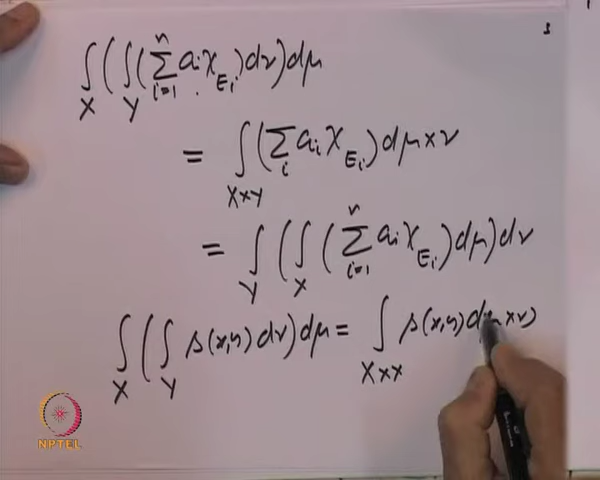 ∫_X (∫_Y (∑_{i=1}^n a_i χ_{E_i}) dν) dμ
= ∫_{X×Y} (∑_i a_i χ_{E_i}) dμ×ν
= ∫_Y (∫_X (∑_{i=1}^n a_i χ_{E_i}) dμ) dν
∫_X (∫_Y s(x,y) dν) dμ = ∫_{X×X} s(x,y) dμ×ν)
NPTEL